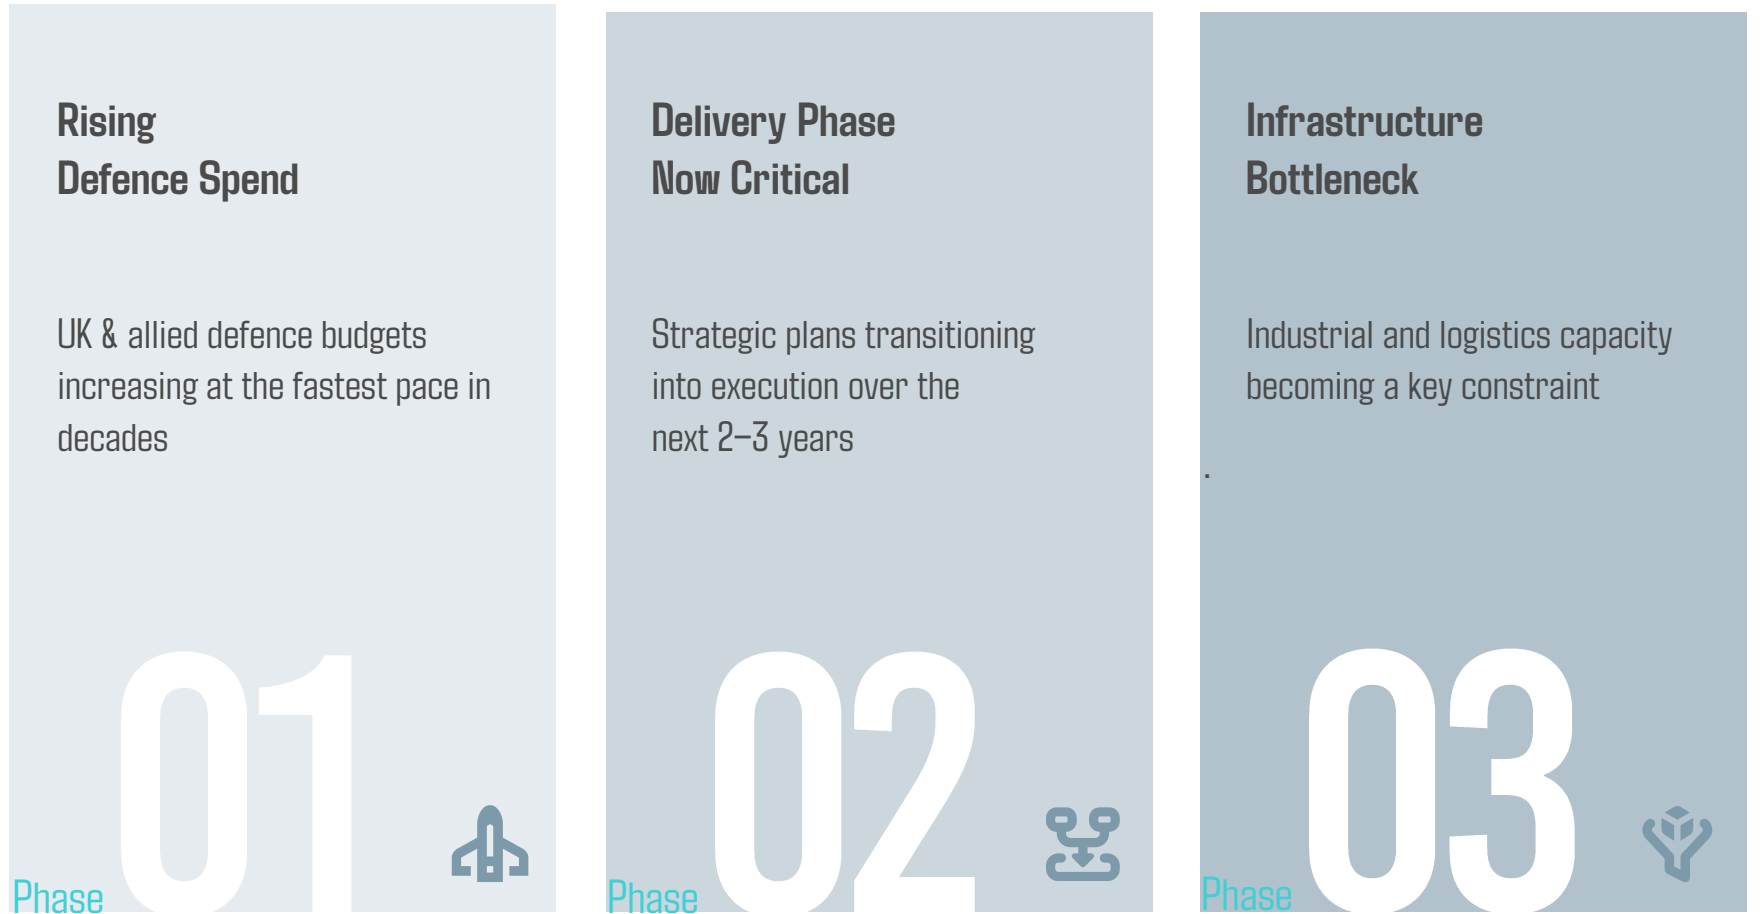 Rising
Defence Spend
UK & allied defence budgets
increasing at the fastest pace in
decades
Phase
01
Delivery Phase
Now Critical
Strategic plans transitioning
into execution over the
next 2–3 years
Phase
02
Infrastructure
Bottleneck
Industrial and logistics capacity
becoming a key constraint
.
Phase
03